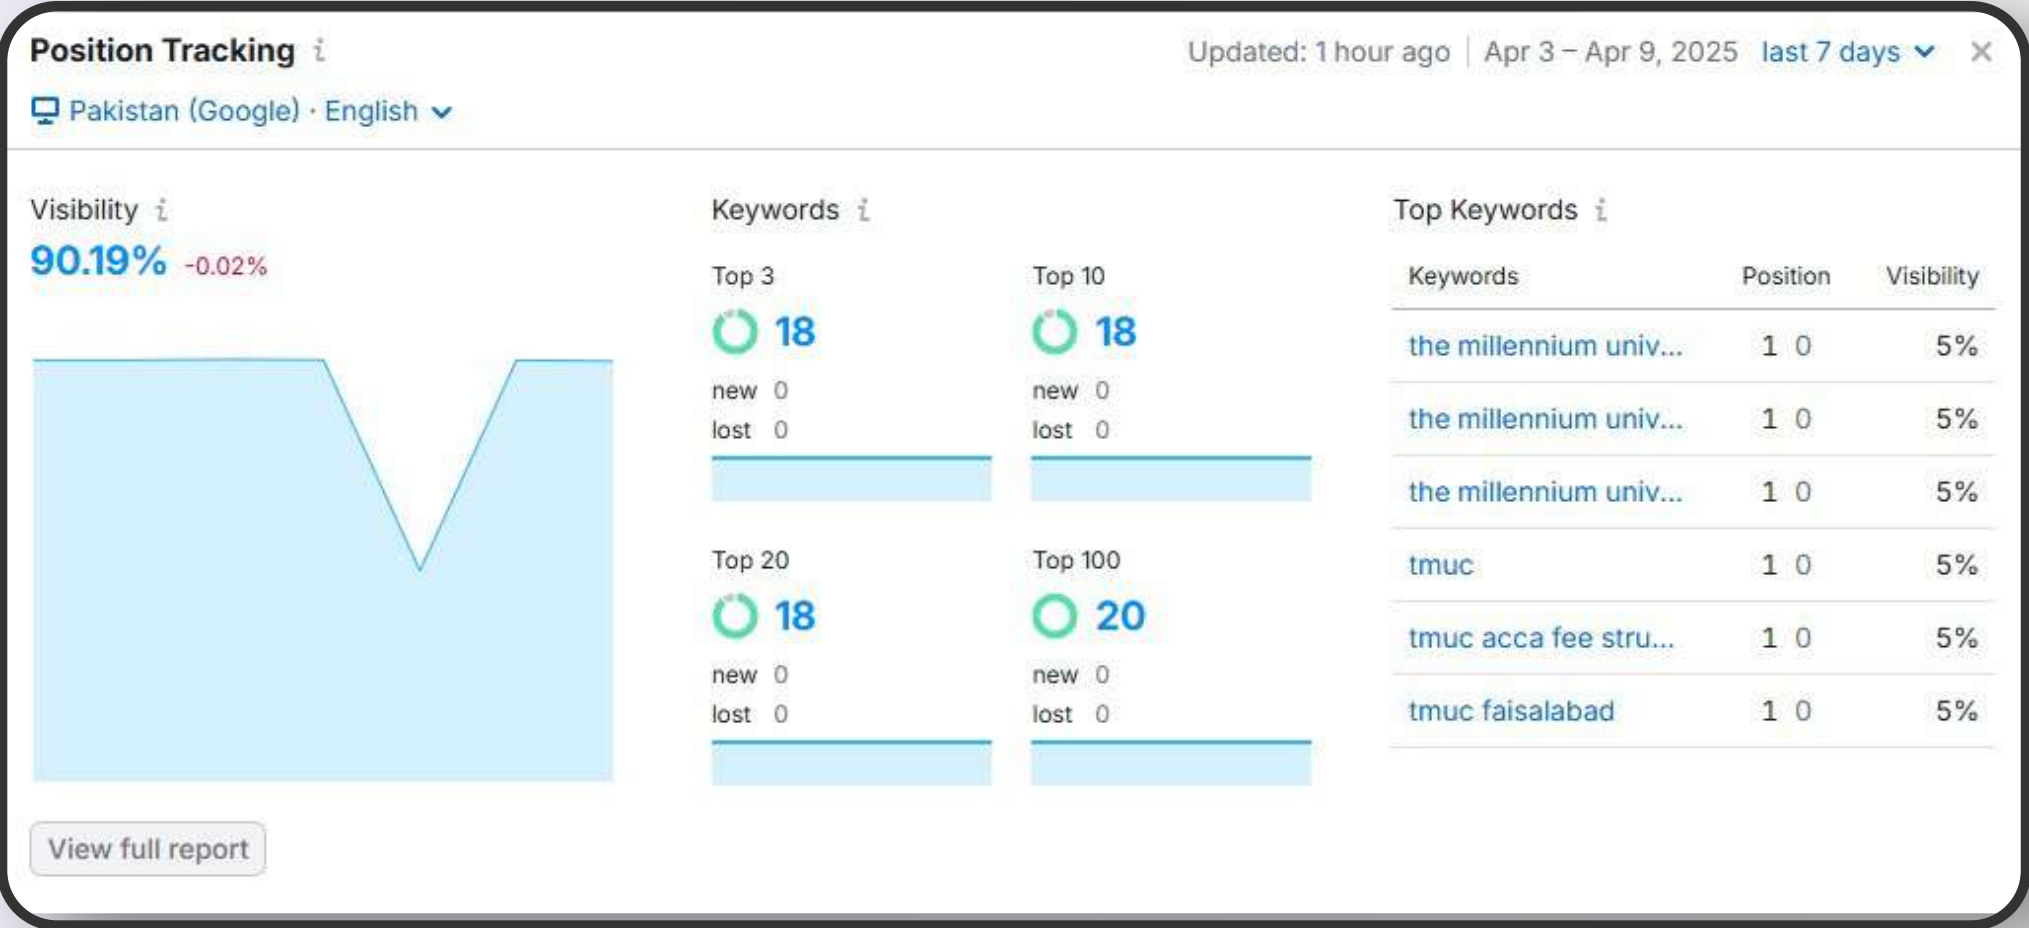 Position Tracking i
Updated: 1 hour ago | Apr 3 – Apr 9, 2025 last 7 days
Pakistan (Google) · English
Visibility i
90.19% -0.02%
View full report
Keywords i
Top 3
18
new 0
lost 0
Top 10
18
new 0
lost 0
Top 20
18
new 0
lost 0
Top 100
20
new 0
lost 0
Top Keywords i
Keywords Position Visibility
the millennium univ... 1 0 5%
the millennium univ... 1 0 5%
the millennium univ... 1 0 5%
tmuc 1 0 5%
tmuc acca fee stru... 1 0 5%
tmuc faisalabad 1 0 5%